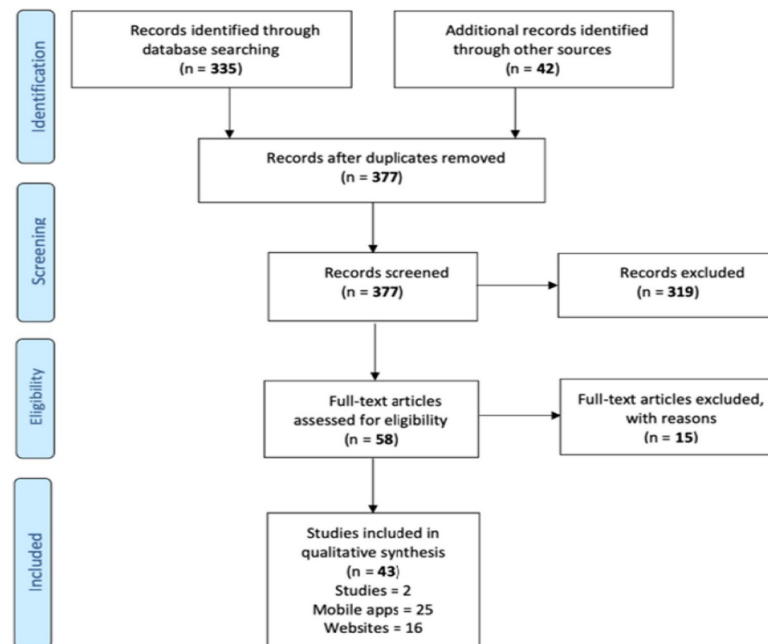 Identification
Records identified through
database searching
(n = 335)
Additional records identified
through other sources
(n = 42)
Records after duplicates removed
(n = 377)
Screening
Records screened
(n = 377)
Records excluded
(n = 319)
Eligibility
Full-text articles
assessed for eligibility
(n = 58)
Full-text articles excluded,
with reasons
(n = 15)
Included
Studies included in
qualitative synthesis
(n = 43)
Studies = 2
Mobile apps = 25
Websites = 16